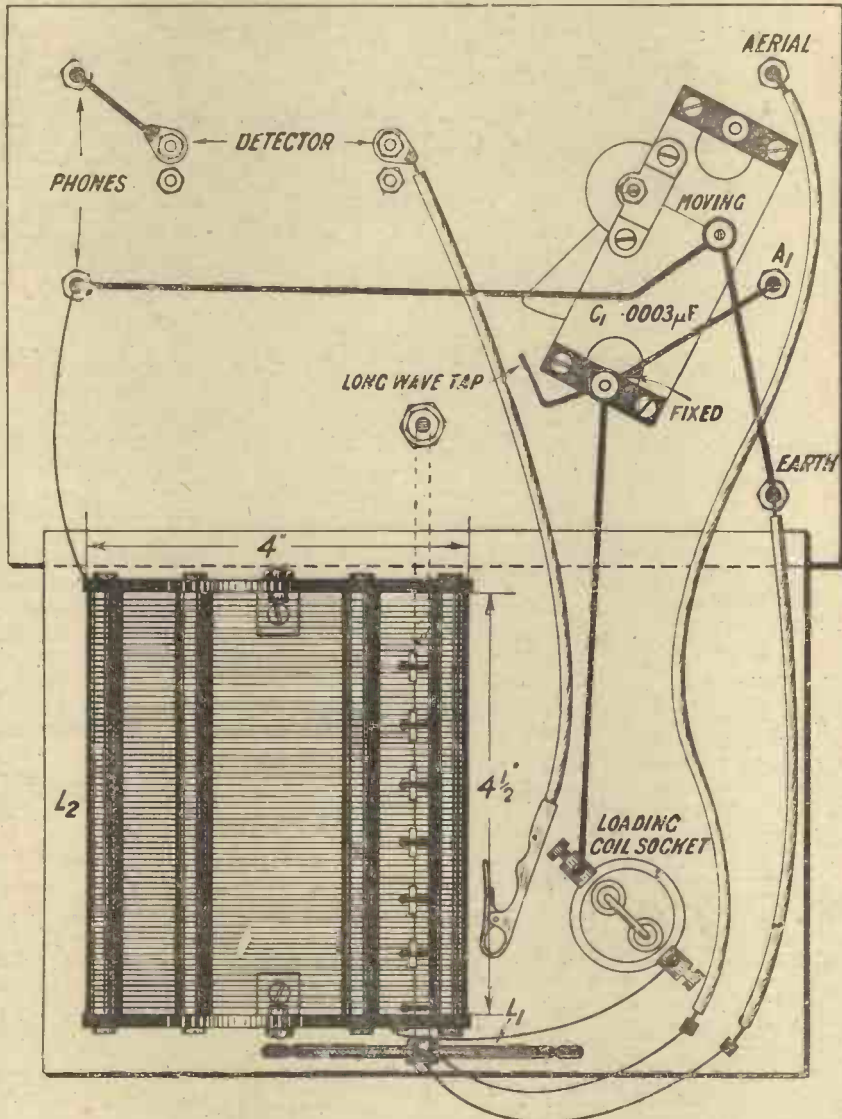 AERIAL
DETECTOR
PHONES
MOVING
A₁
C₁ ·0003μF
LONG WAVE TAP
FIXED
EARTH
4"
4½"
L₂
LOADING
COIL SOCKET
L₁